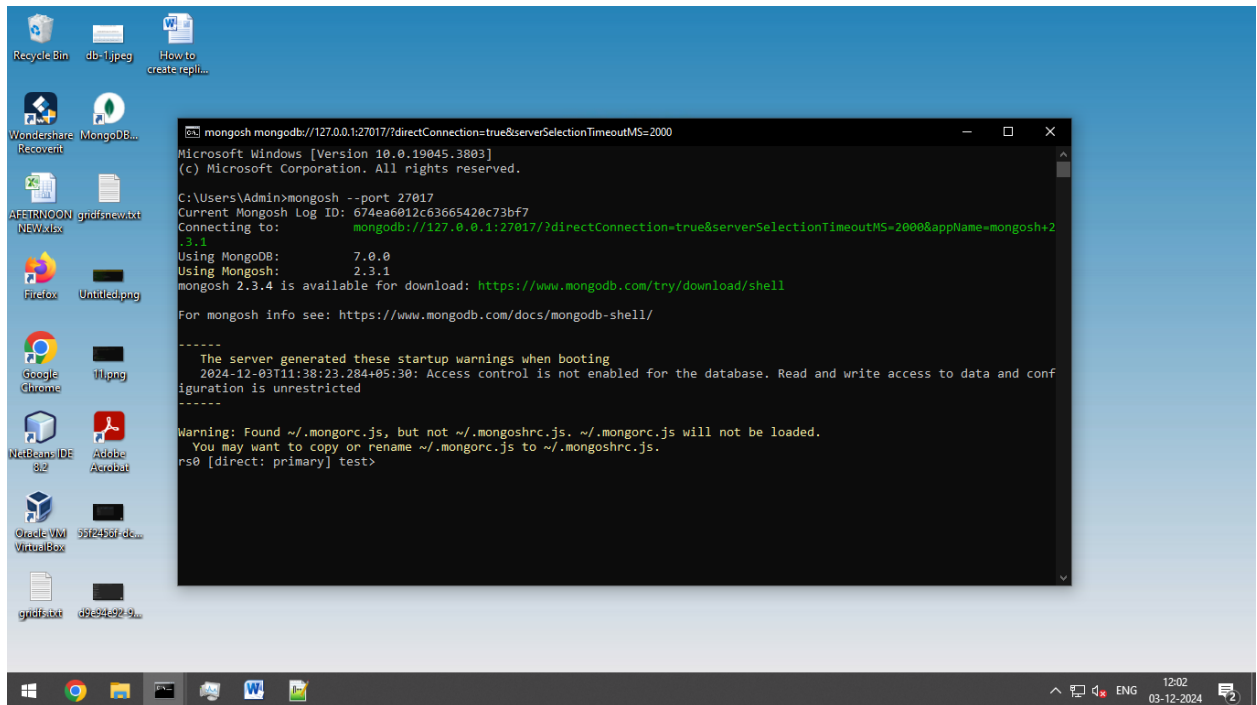 Recycle Bin
db-1.jpeg
How to
create repli...
Wondershare
Recoverit
MongoDB...
AFETRNOON
NEW.xlsx
gridfsnew.txt
Firefox
Untitled.png
Google
Chrome
NetBeans IDE
8.2
Adobe
Acrobat
Oracle VM
VirtualBox
gridfs.txt
mongosh mongodb://127.0.0.1:27017/?directConnection=true&serverSelectionTimeoutMS=2000
Microsoft Windows [Version 10.0.19045.3803]
(c) Microsoft Corporation. All rights reserved.
C:\Users\Admin>mongosh --port 27017
Current Mongosh Log ID: 674ea6012c63665420c73bf7
Connecting to: mongodb://127.0.0.1:27017/?directConnection=true&serverSelectionTimeoutMS=2000&appName=mongosh+2
.3.1
Using MongoDB: 7.0.0
Using Mongosh: 2.3.1
mongosh 2.3.4 is available for download: https://www.mongodb.com/try/download/shell
For mongosh info see: https://www.mongodb.com/docs/mongodb-shell/
------
The server generated these startup warnings when booting
2024-12-03T11:38:23.284+05:30: Access control is not enabled for the database. Read and write access to data and conf
iguration is unrestricted
------
Warning: Found ~/.mongorc.js, but not ~/.mongoshrc.js. ~/.mongorc.js will not be loaded.
You may want to copy or rename ~/.mongorc.js to ~/.mongoshrc.js.
rs0 [direct: primary] test>
ENG
12:02
03-12-2024
2